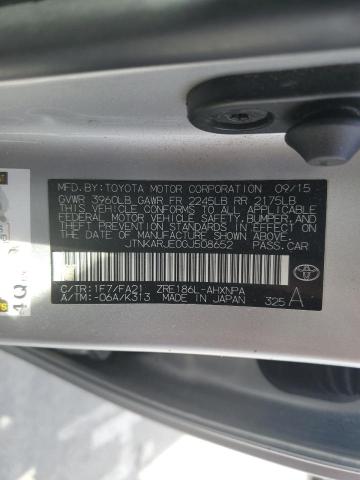 MFD.BY:TOYOTA MOTOR CORPORATION 09/15
GVWR 3960LB GAWR FR 2245LB RR 2175LB
THIS VEHICLE CONFORMS TO ALL APPLICABLE
FEDERAL MOTOR VEHICLE SAFETY,BUMPER,AND
THEFT PREVENTION STANDARDS IN EFFECT ON
THE DATE OF MANUFACTURE SHOWN ABOVE.
JTNKARJE0GJ508652 PASS.CAR
C/TR:1F7/FA21 ZRE186L-AHXNPA
A/TM:-06A/K313 MADE IN JAPAN 325 A